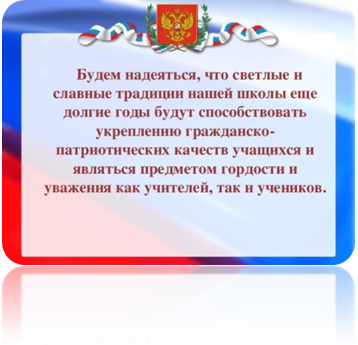 Будем надеяться, что светлые и
славные традиции нашей школы еще
долгие годы будут способствовать
укреплению гражданско-
патриотических качеств учащихся и
являться предметом гордости и
уважения как учителей, так и учеников.